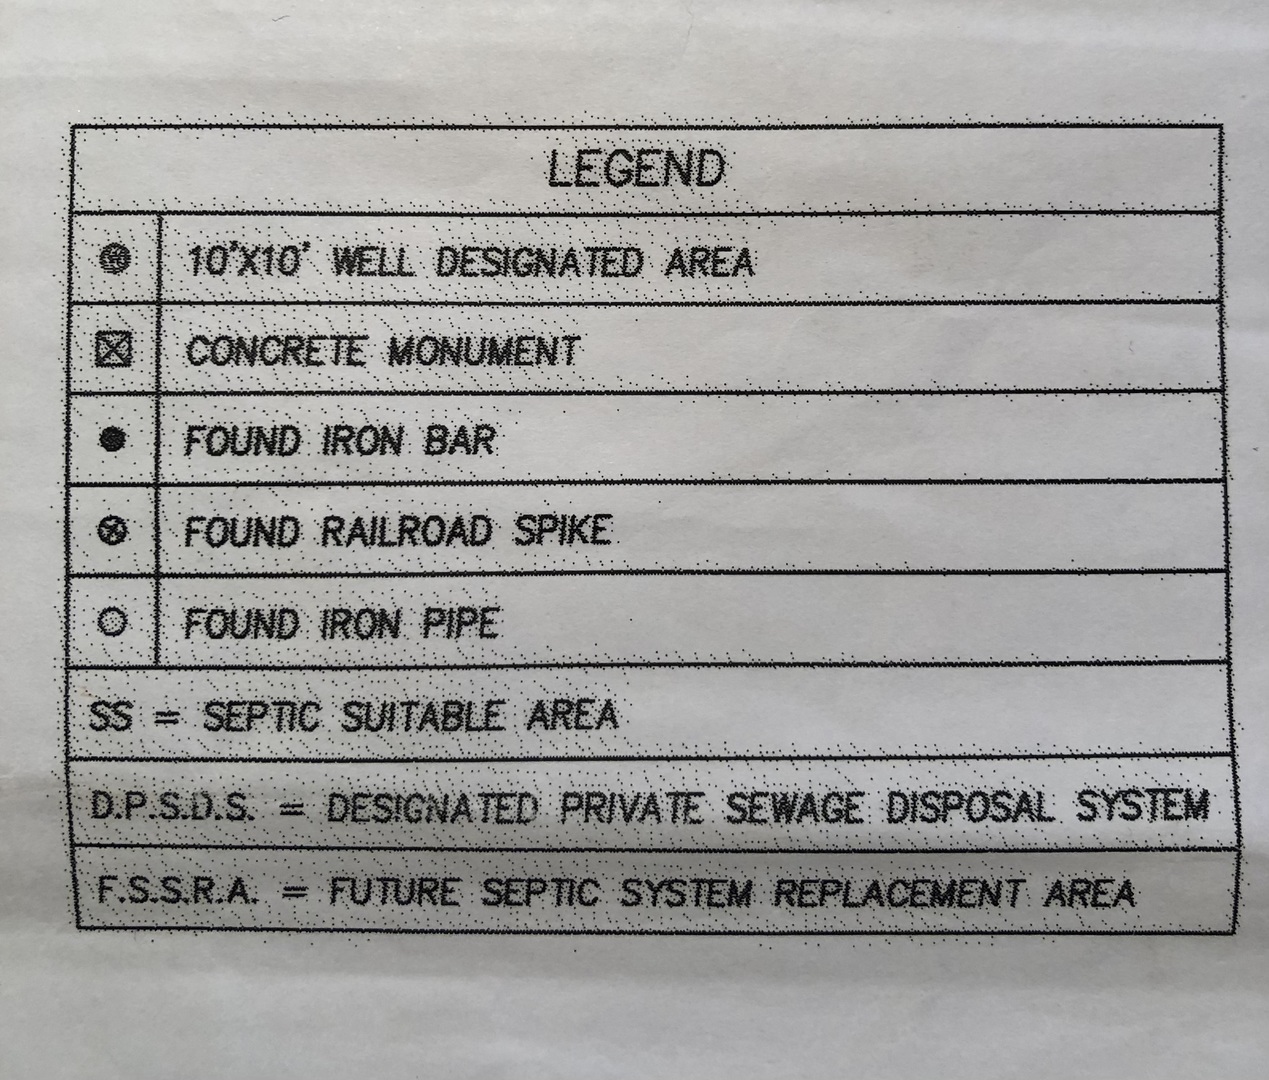 LEGEND
10'X10' WELL DESIGNATED AREA
CONCRETE MONUMENT
FOUND IRON BAR
FOUND RAILROAD SPIKE
FOUND IRON PIPE
SS = SEPTIC SUITABLE AREA
D.P.S.D.S. = DESIGNATED PRIVATE SEWAGE DISPOSAL SYSTEM
F.S.S.R.A. = FUTURE SEPTIC SYSTEM REPLACEMENT AREA